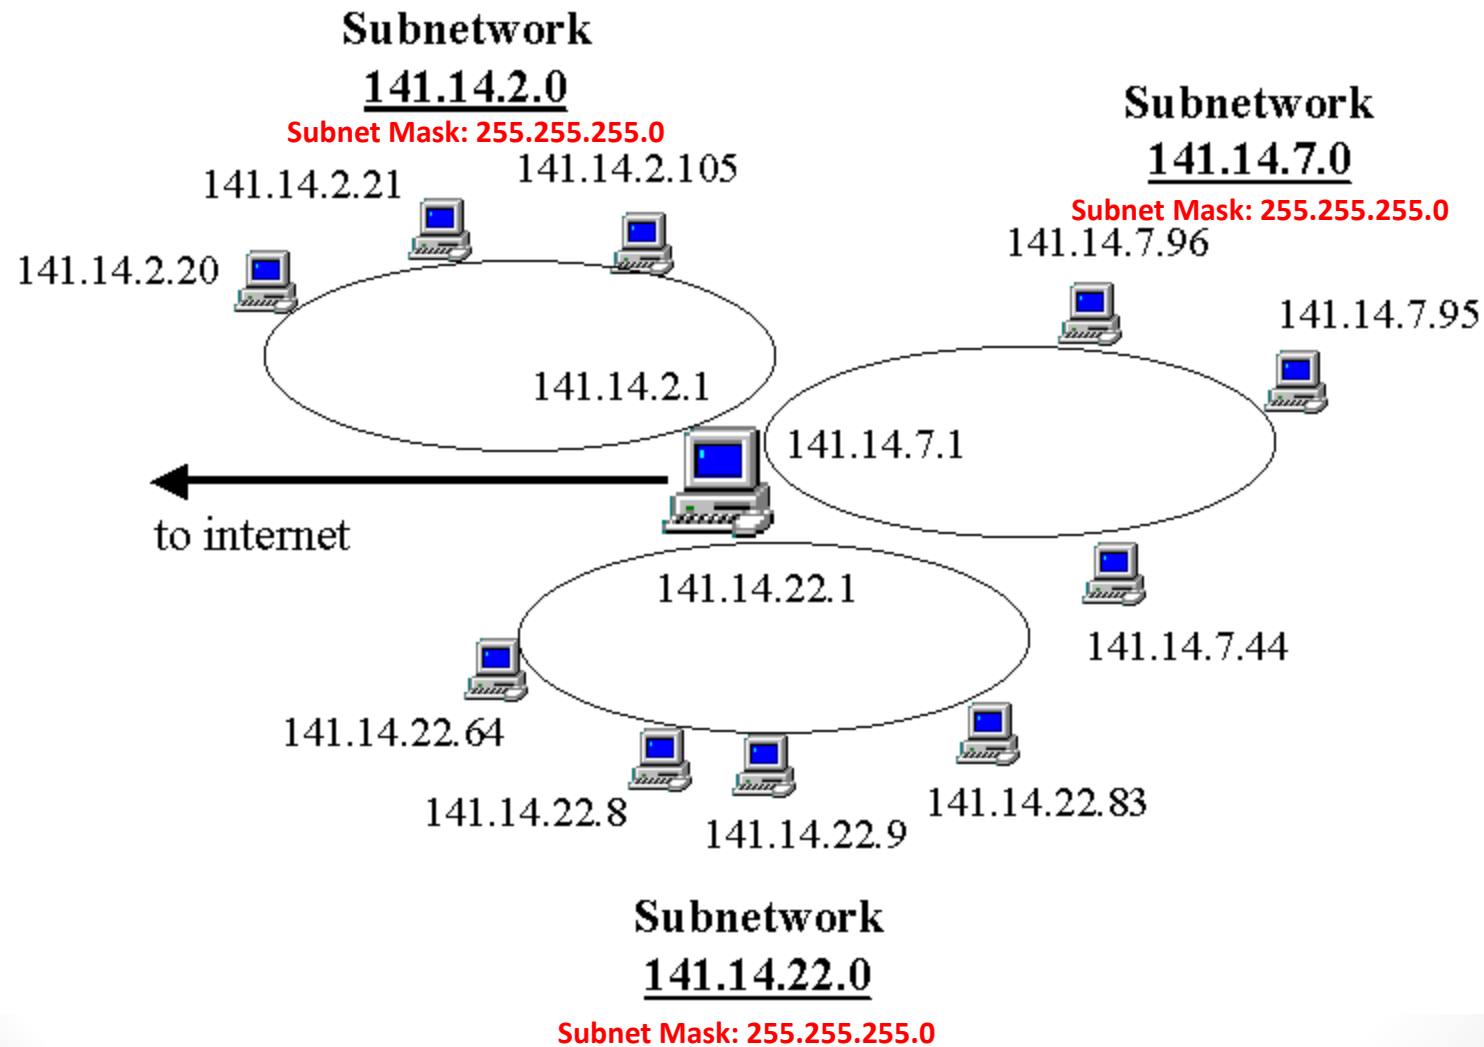 Subnetwork
141.14.2.0
Subnet Mask: 255.255.255.0
141.14.2.21
141.14.2.105
141.14.2.20
141.14.2.1
Subnetwork
141.14.7.0
Subnet Mask: 255.255.255.0
141.14.7.96
141.14.7.95
141.14.7.1
141.14.7.44
to internet
141.14.22.1
141.14.22.64
141.14.22.8
141.14.22.9
141.14.22.83
Subnetwork
141.14.22.0
Subnet Mask: 255.255.255.0